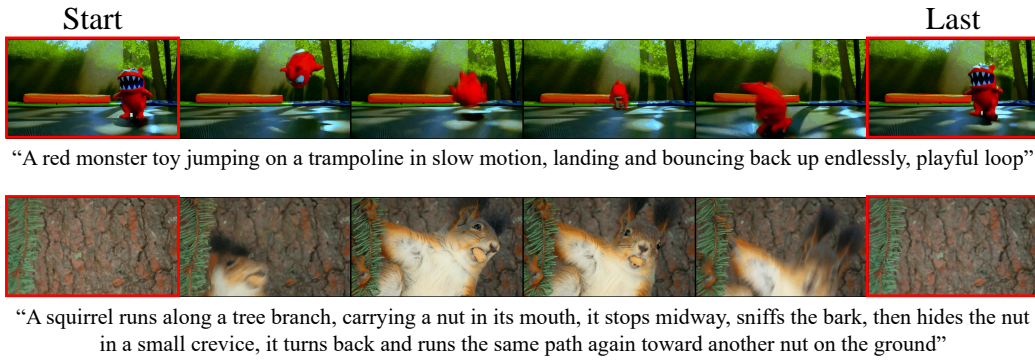 Start
Last
“A red monster toy jumping on a trampoline in slow motion, landing and bouncing back up endlessly, playful loop”
“A squirrel runs along a tree branch, carrying a nut in its mouth, it stops midway, sniffs the bark, then hides the nut
in a small crevice, it turns back and runs the same path again toward another nut on the ground”